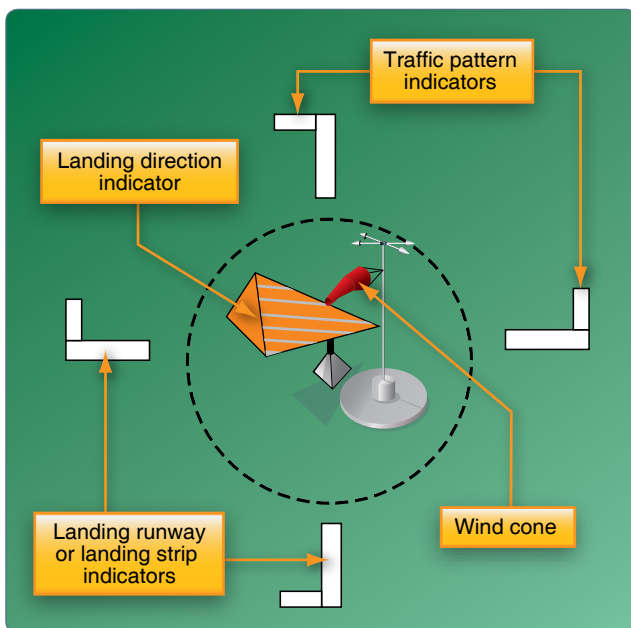 Traffic pattern
indicators
Landing direction
indicator
Landing runway
or landing strip
indicators
Wind cone